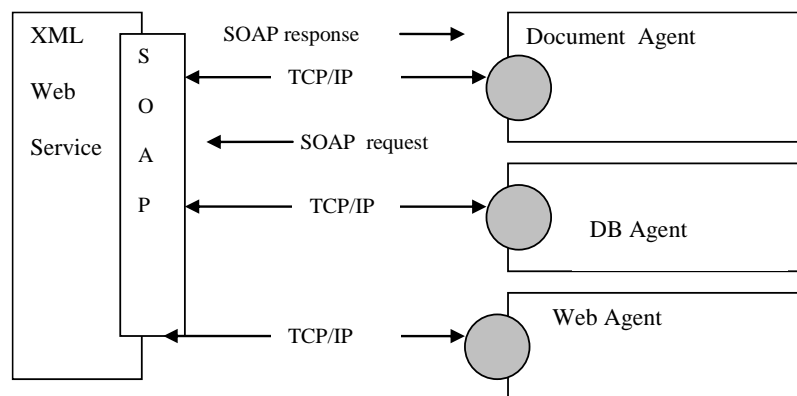 XML
Web
Service
S
O
A
P
SOAP response
TCP/IP
SOAP request
TCP/IP
TCP/IP
Document Agent
DB Agent
Web Agent